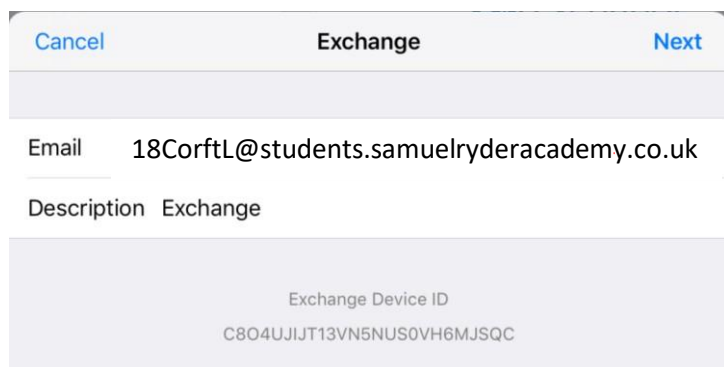 Cancel Exchange Next
Email 18CorftL@students.samuelryderacademy.co.uk
Description Exchange
Exchange Device ID
C8O4UJIJT13VN5NUS0VH6MJSQC